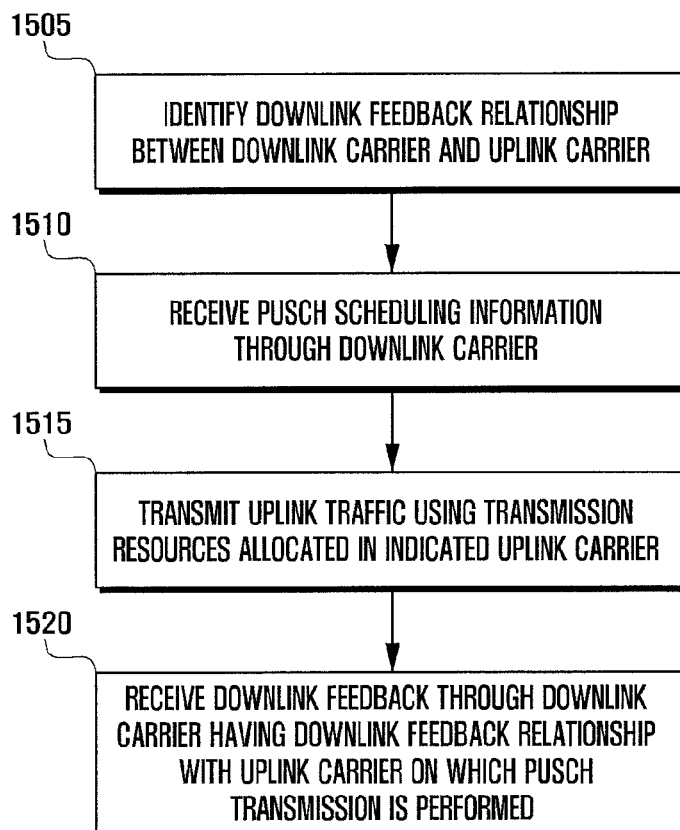 1505
IDENTIFY DOWNLINK FEEDBACK RELATIONSHIP
BETWEEN DOWNLINK CARRIER AND UPLINK CARRIER
1510
RECEIVE PUSCH SCHEDULING INFORMATION
THROUGH DOWNLINK CARRIER
1515
TRANSMIT UPLINK TRAFFIC USING TRANSMISSION
RESOURCES ALLOCATED IN INDICATED UPLINK CARRIER
1520
RECEIVE DOWNLINK FEEDBACK THROUGH DOWNLINK
CARRIER HAVING DOWNLINK FEEDBACK RELATIONSHIP
WITH UPLINK CARRIER ON WHICH PUSCH
TRANSMISSION IS PERFORMED